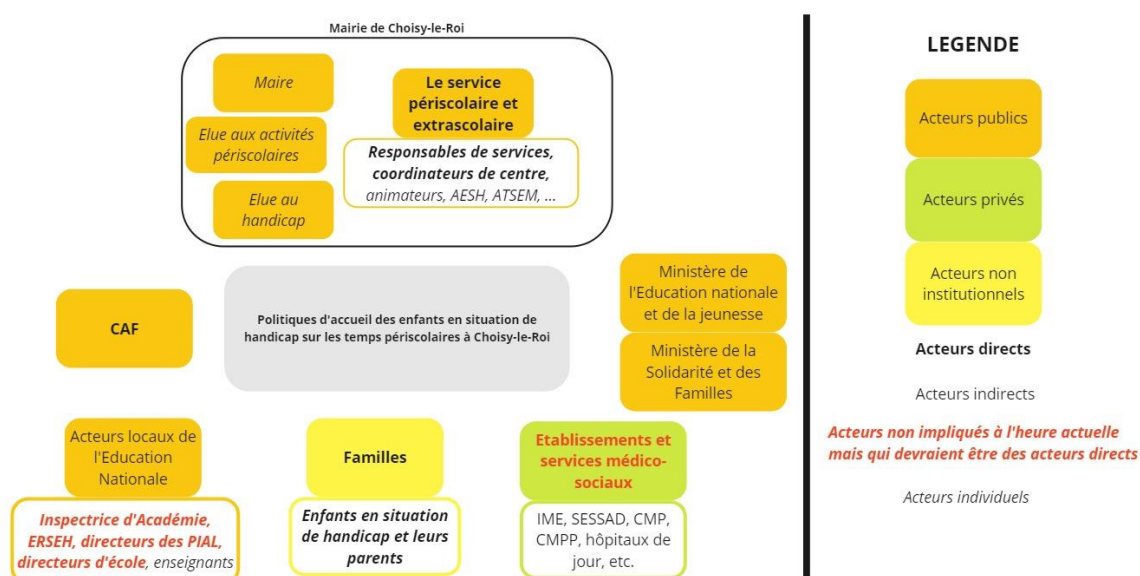 Mairie de Choisy-le-Roi
Maire
Elue aux activités
périscolaires
Elue au
handicap
Le service
périscolaire et
extrascolaire
Responsables de services,
coordinateurs de centre,
animateurs, AESH, ATSEM, ...
CAF
Politiques d'accueil des enfants en situation de
handicap sur les temps périscolaires à Choisy-le-Roi
Ministère de
l'Education nationale
et de la jeunesse
Ministère de la
Solidarité et des
Familles
Acteurs locaux de
l'Education
Nationale
Inspectrice d'Académie,
ERSEH, directeurs des PIAL,
directeurs d'école, enseignants
Familles
Enfants en situation
de handicap et leurs
parents
Etablissements et
services médico-
sociaux
IME, SESSAD, CMP,
CMPP, hôpitaux de
jour, etc.
LEGENDE
Acteurs publics
Acteurs privés
Acteurs non
institutionnels
Acteurs directs
Acteurs indirects
Acteurs non impliqués à l'heure actuelle
mais qui devraient être des acteurs directs
Acteurs individuels